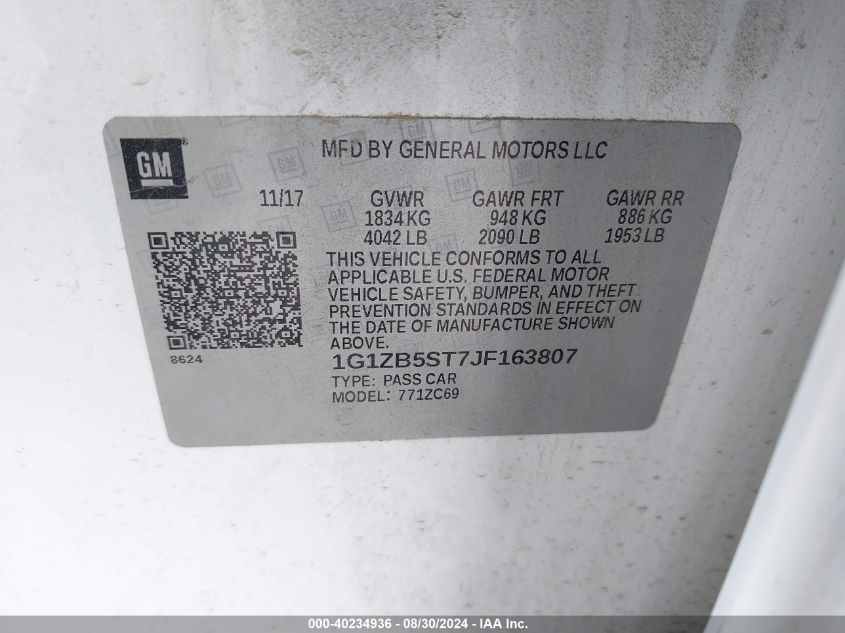 GM
MFD BY GENERAL MOTORS LLC
11/17 GVWR GAWR FRT GAWR RR
1834 KG 948 KG 886 KG
4042 LB 2090 LB 1953 LB
THIS VEHICLE CONFORMS TO ALL
APPLICABLE U.S. FEDERAL MOTOR
VEHICLE SAFETY, BUMPER, AND THEFT
PREVENTION STANDARDS IN EFFECT ON
THE DATE OF MANUFACTURE SHOWN
ABOVE.
8624
1G1ZB5ST7JF163807
TYPE: PASS CAR
MODEL: 771ZC69
000-40234936 - 08/30/2024 - IAA Inc.